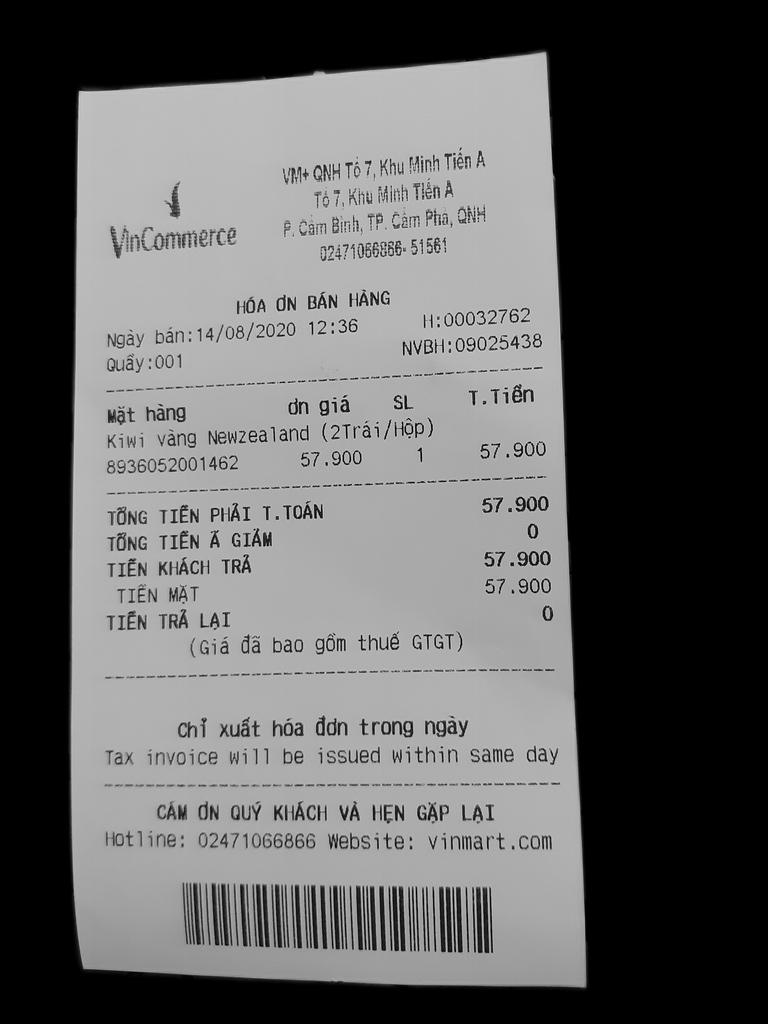 VinCommerce
VM+ QNH Tổ 7, Khu Minh Tiến A
Tổ 7, Khu Minh Tiến A
P. Cẩm Bình, TP. Cẩm Phả, QNH
02471066866- 51561
HÓA ƠN BÁN HÀNG
Ngày bán:14/08/2020 12:36 H:00032762
Quầy:001 NVBH:09025438
Mặt hàng ơn giá SL T.Tiền
Kiwi vàng Newzealand (2Trái/Hộp)
8936052001462 57.900 1 57.900
TỔNG TIỀN PHẢI T.TOÁN 57.900
TỔNG TIỀN Ã GIẢM 0
TIỀN KHÁCH TRẢ 57.900
TIỀN MẶT 57.900
TIỀN TRẢ LẠI 0
(Giá đã bao gồm thuế GTGT)
Chỉ xuất hóa đơn trong ngày
Tax invoice will be issued within same day
CẢM ƠN QUÝ KHÁCH VÀ HẸN GẶP LẠI
Hotline: 02471066866 Website: vinmart.com